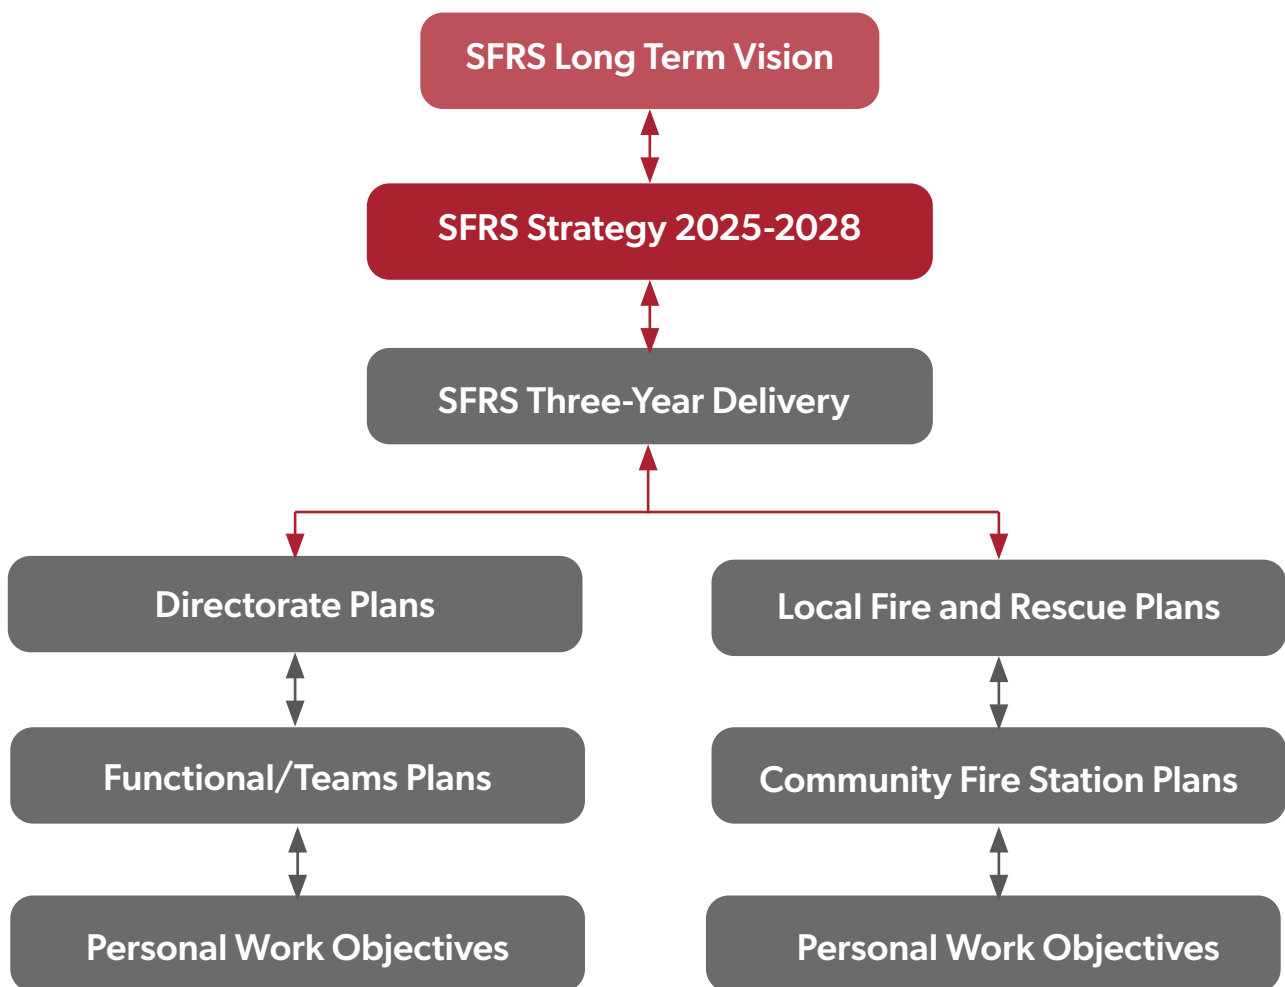 SFRS Long Term Vision
SFRS Strategy 2025-2028
SFRS Three-Year Delivery
Directorate Plans
Local Fire and Rescue Plans
Functional/Teams Plans
Community Fire Station Plans
Personal Work Objectives
Personal Work Objectives